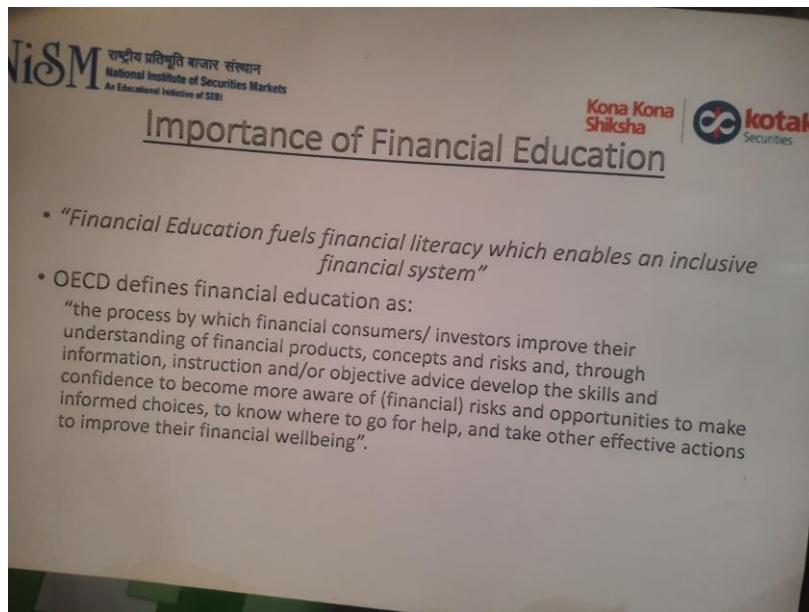 NiSM
राष्ट्रीय प्रतिभूति बाजार संस्थान
National Institute of Securities Markets
An Educational Initiative of SEBI
Kona Kona
Shiksha
kotak
Securities
Importance of Financial Education
• "Financial Education fuels financial literacy which enables an inclusive
financial system"
• OECD defines financial education as:
"the process by which financial consumers/ investors improve their
understanding of financial products, concepts and risks and, through
information, instruction and/or objective advice develop the skills and
confidence to become more aware of (financial) risks and opportunities to make
informed choices, to know where to go for help, and take other effective actions
to improve their financial wellbeing".